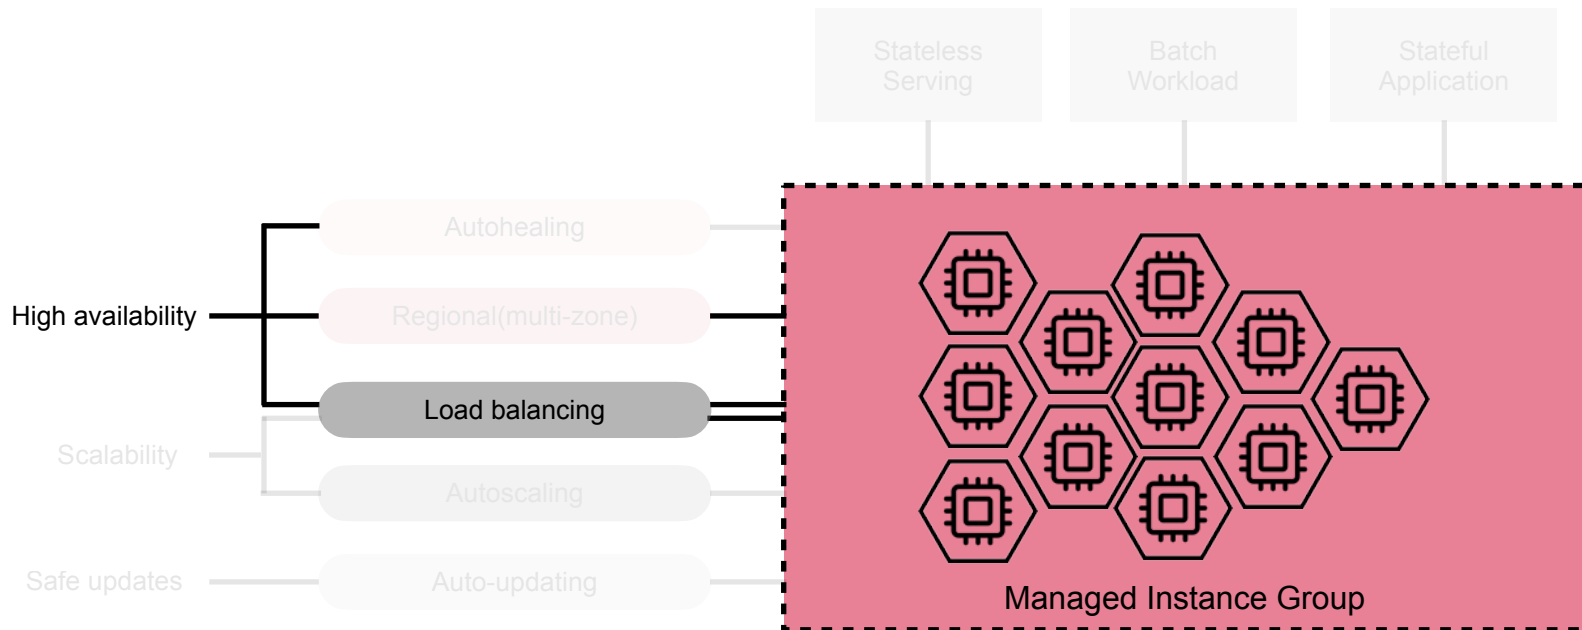 Stateless
Serving
Batch
Workload
Stateful
Application
Autohealing
High availability
Regional(multi-zone)
Load balancing
Scalability
Autoscaling
Safe updates
Auto-updating
Managed Instance Group